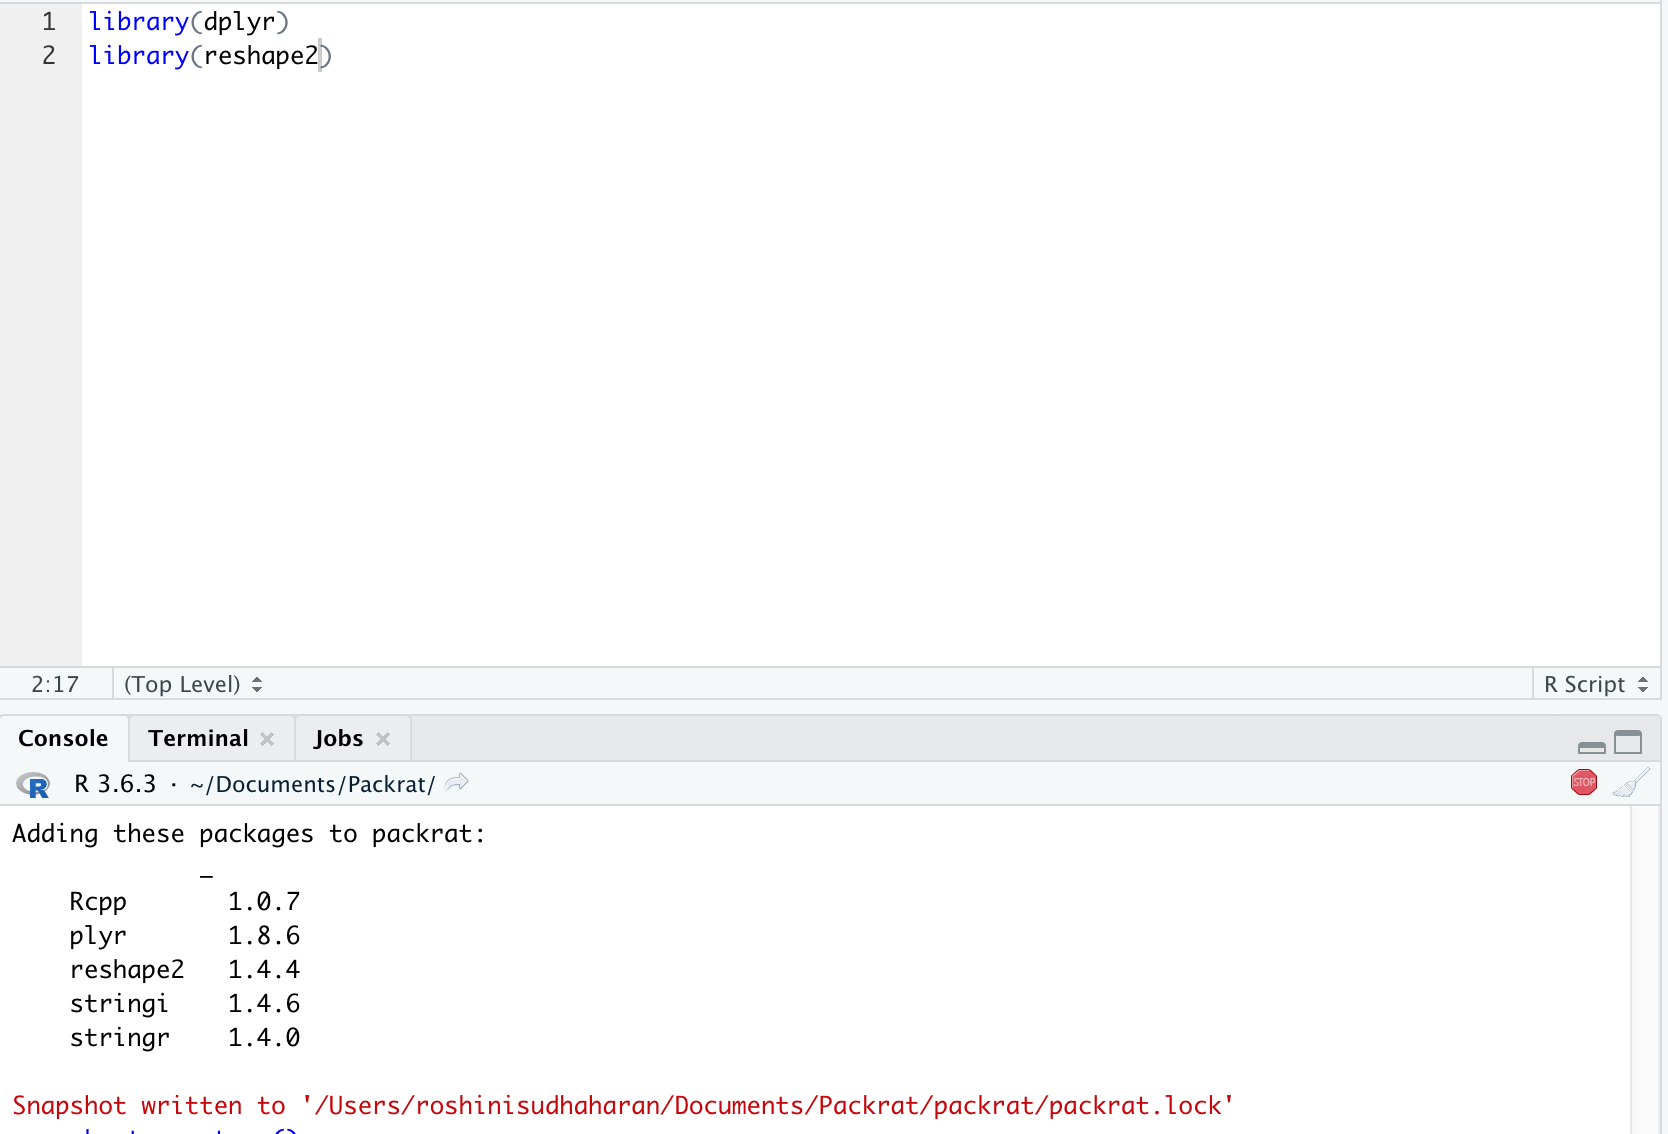 1 library(dplyr)
2 library(reshape2)
2:17 (Top Level) R Script
Console Terminal Jobs
R 3.6.3 · ~/Documents/Packrat/
STOP
Adding these packages to packrat:
_
Rcpp 1.0.7
plyr 1.8.6
reshape2 1.4.4
stringi 1.4.6
stringr 1.4.0
Snapshot written to '/Users/roshinisudhaharan/Documents/Packrat/packrat/packrat.lock'